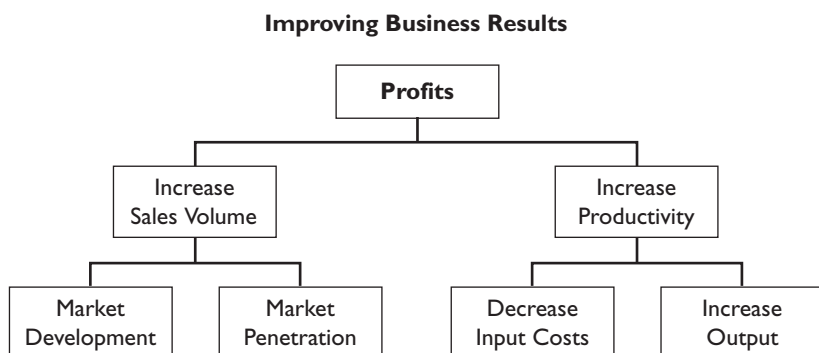 Improving Business Results
Profits
Increase
Sales Volume
Increase
Productivity
Market
Development
Market
Penetration
Decrease
Input Costs
Increase
Output